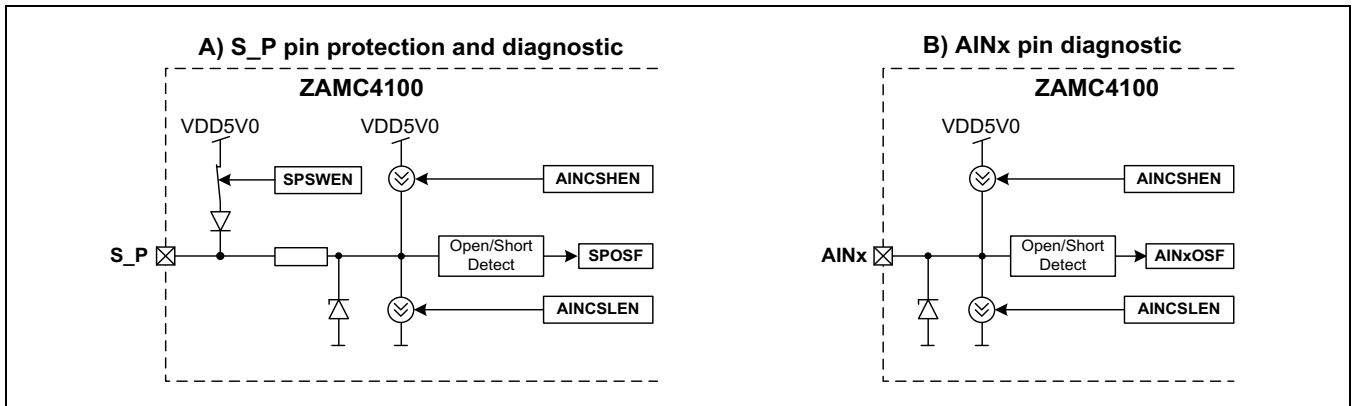 A) S_P pin protection and diagnostic
ZAMC4100
VDD5V0
VDD5V0
SPSWEN
AINCSHEN
S_P
Open/Short
Detect
SPOSF
AINCSLEN
B) AINx pin diagnostic
ZAMC4100
VDD5V0
AINCSHEN
AINx
Open/Short
Detect
AINxOSF
AINCSLEN